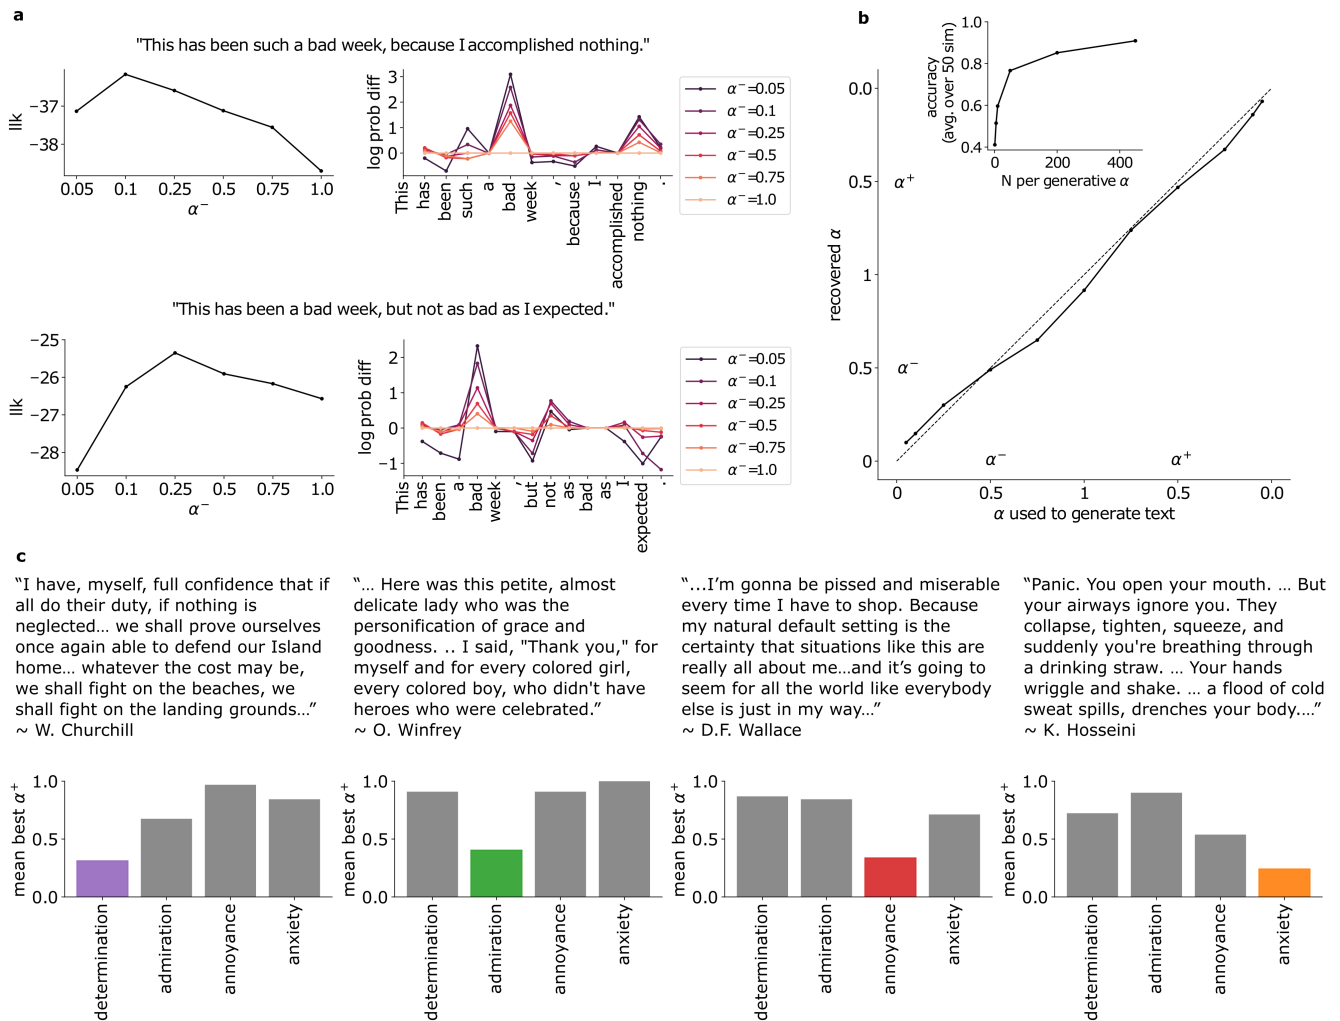 a
"This has been such a bad week, because I accomplished nothing."
llk
−37
−38
0.05 0.1 0.25 0.5 0.75 1.0
α⁻
log prob diff
3
2
1
0
This
has
been
such
a
bad
week
,
because
I
accomplished
nothing
.
α⁻=0.05
α⁻=0.1
α⁻=0.25
α⁻=0.5
α⁻=0.75
α⁻=1.0
"This has been a bad week, but not as bad as I expected."
llk
−25
−26
−27
−28
0.05 0.1 0.25 0.5 0.75 1.0
α⁻
log prob diff
2
1
0
−1
This
has
been
a
bad
week
,
but
not
as
bad
as
I
expected
.
α⁻=0.05
α⁻=0.1
α⁻=0.25
α⁻=0.5
α⁻=0.75
α⁻=1.0
b
accuracy
(avg. over 50 sim)
1.0
0.8
0.6
0.4
0 200 400
N per generative α
recovered α
0.0
0.5
1
0.5
0
α⁺
α⁻
α⁻ α⁺
0 0.5 1 0.5 0.0
α used to generate text
c
“I have, myself, full confidence that if
all do their duty, if nothing is
neglected… we shall prove ourselves
once again able to defend our Island
home… whatever the cost may be,
we shall fight on the beaches, we
shall fight on the landing grounds…”
~ W. Churchill
“… Here was this petite, almost
delicate lady who was the
personification of grace and
goodness. .. I said, "Thank you," for
myself and for every colored girl,
every colored boy, who didn't have
heroes who were celebrated.”
~ O. Winfrey
“...I’m gonna be pissed and miserable
every time I have to shop. Because
my natural default setting is the
certainty that situations like this are
really all about me…and it’s going to
seem for all the world like everybody
else is just in my way…”
~ D.F. Wallace
“Panic. You open your mouth. … But
your airways ignore you. They
collapse, tighten, squeeze, and
suddenly you're breathing through
a drinking straw. … Your hands
wriggle and shake. … a flood of cold
sweat spills, drenches your body.…”
~ K. Hosseini
mean best α⁺
1.0
0.5
0.0
determination
admiration
annoyance
anxiety
mean best α⁺
1.0
0.5
0.0
determination
admiration
annoyance
anxiety
mean best α⁺
1.0
0.5
0.0
determination
admiration
annoyance
anxiety
mean best α⁺
1.0
0.5
0.0
determination
admiration
annoyance
anxiety